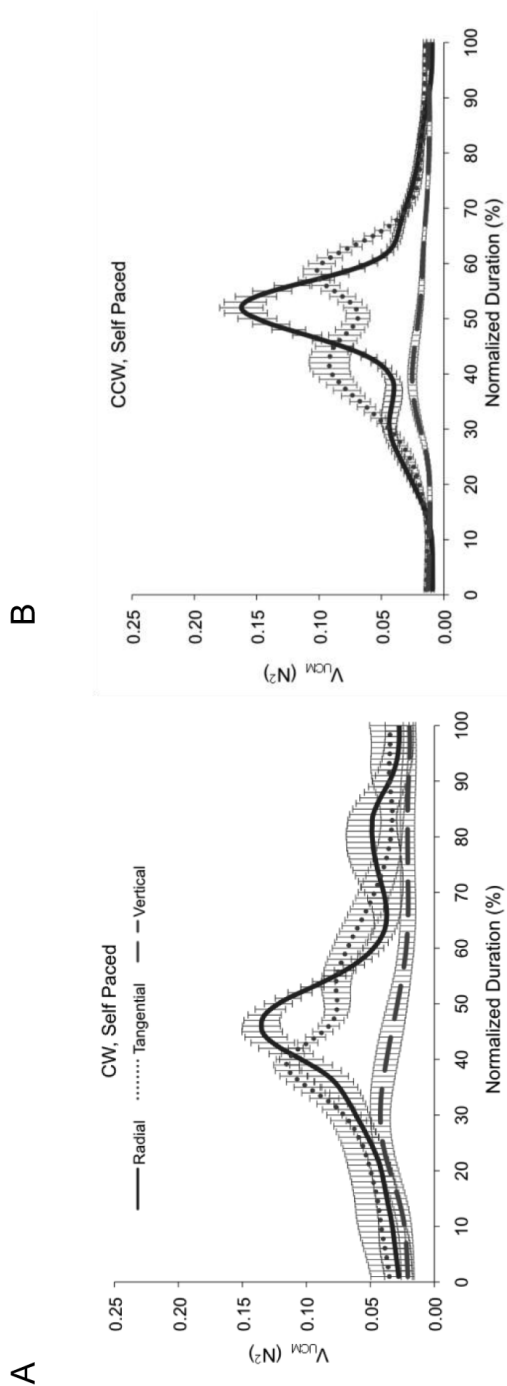 A
CW, Self Paced
Radial Tangential Vertical
0.25
0.20
0.15
0.10
0.05
0.00
V_UCM (N²)
0 10 20 30 40 50 60 70 80 90 100
Normalized Duration (%)
B
CCW, Self Paced
0.25
0.20
0.15
0.10
0.05
0.00
V_UCM (N²)
0 10 20 30 40 50 60 70 80 90 100
Normalized Duration (%)